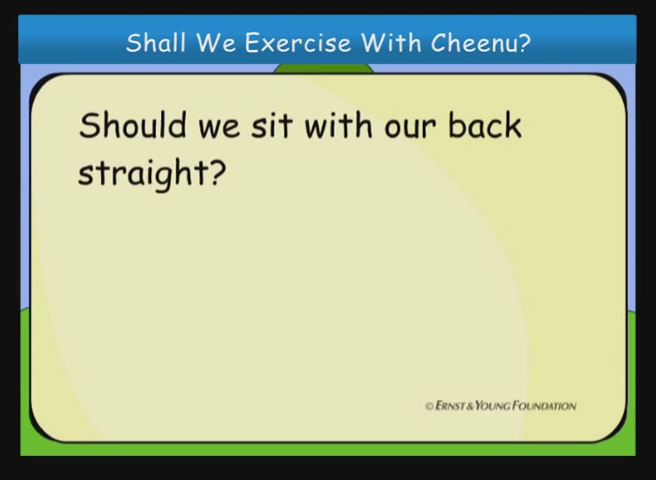 Shall We Exercise With Cheenu?
Should we sit with our back
straight?
© ERNST & YOUNG FOUNDATION